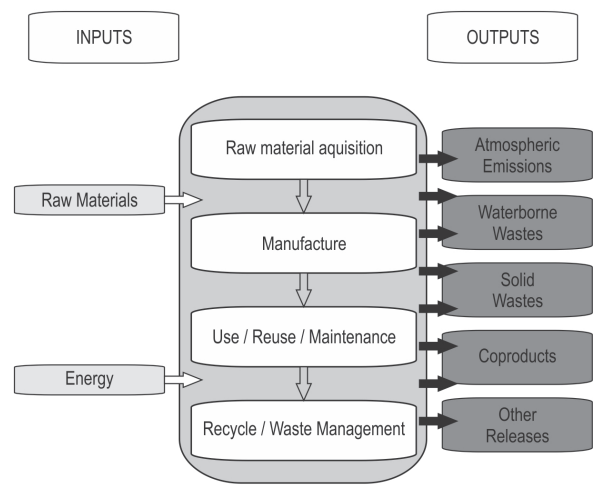 INPUTS
OUTPUTS
Raw material aquisition
Atmospheric
Emissions
Raw Materials
Waterborne
Wastes
Manufacture
Solid
Wastes
Use / Reuse / Maintenance
Coproducts
Energy
Recycle / Waste Management
Other
Releases